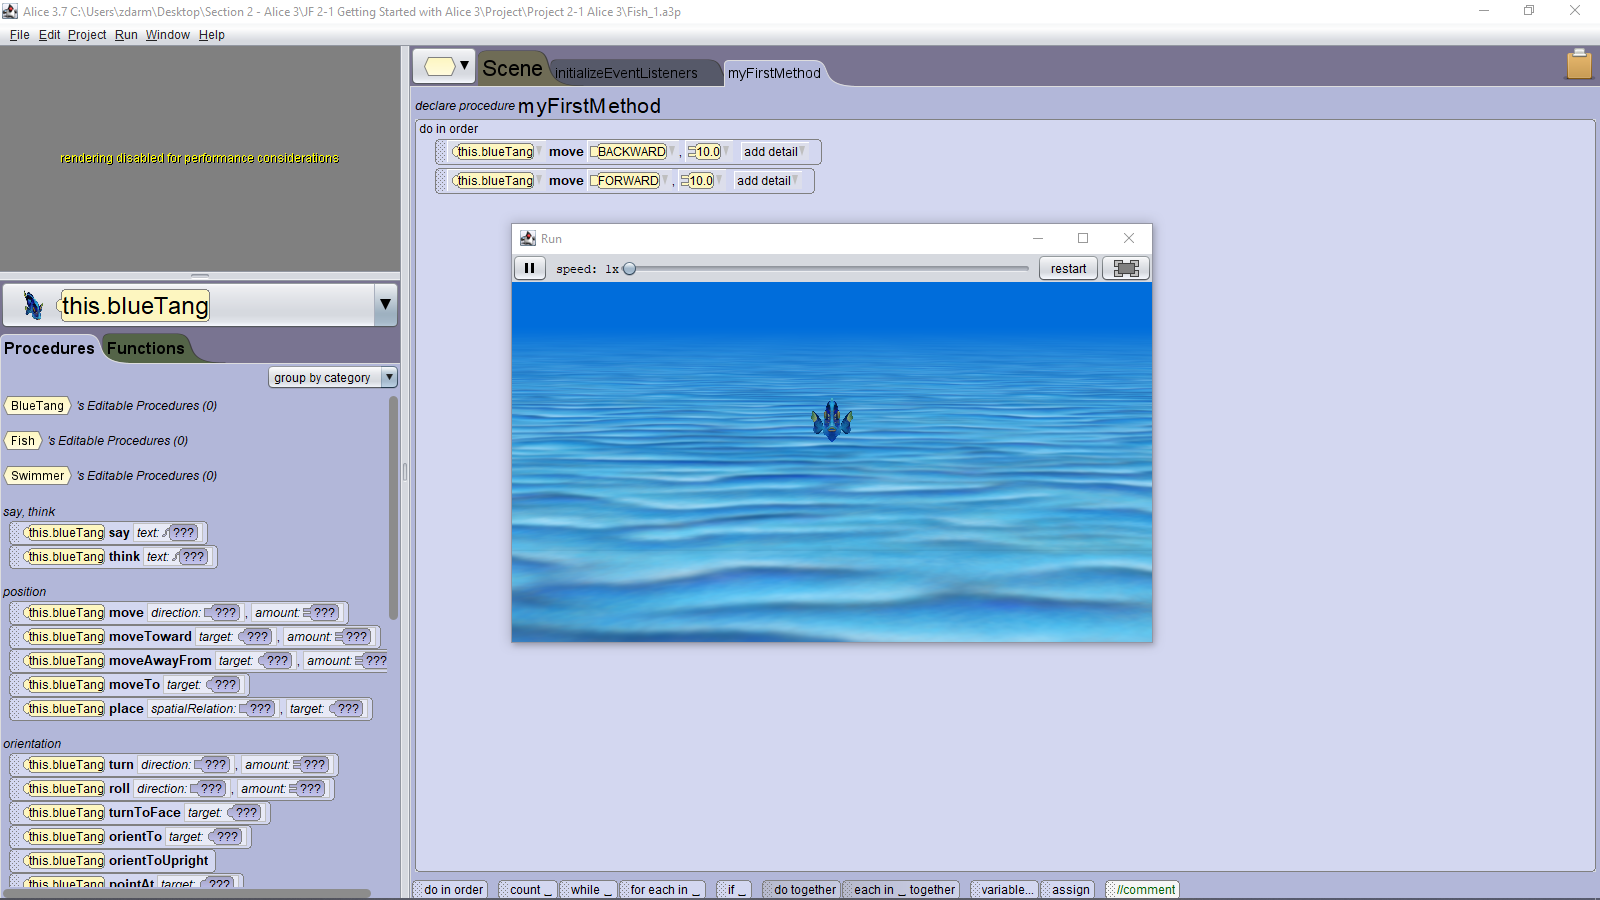 Alice 3.7 C:\Users\zdarm\Desktop\Section 2 - Alice 3\JF 2-1 Getting Started with Alice 3\Project\Project 2-1 Alice 3\Fish_1.a3p
File Edit Project Run Window Help
rendering disabled for performance considerations
this.blueTang
Procedures Functions
group by category
BlueTang 's Editable Procedures (0)
Fish 's Editable Procedures (0)
Swimmer 's Editable Procedures (0)
say, think
this.blueTang say text: ???
this.blueTang think text: ???
position
this.blueTang move direction: ??? , amount: ???
this.blueTang moveToward target: ??? , amount: ???
this.blueTang moveAwayFrom target: ??? , amount: ???
this.blueTang moveTo target: ???
this.blueTang place spatialRelation: ??? , target: ???
orientation
this.blueTang turn direction: ??? , amount: ???
this.blueTang roll direction: ??? , amount: ???
this.blueTang turnToFace target: ???
this.blueTang orientTo target: ???
this.blueTang orientToUpright
this.blueTang pointAt target: ???
Scene initializeEventListeners myFirstMethod
declare procedure myFirstMethod
do in order
this.blueTang move BACKWARD , 10.0 add detail
this.blueTang move FORWARD , 10.0 add detail
Run
speed: 1x restart
do in order count _ while _ for each in _ if _ do together each in _ together variable... assign //comment